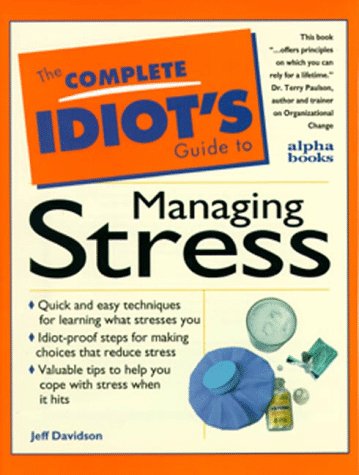 The COMPLETE
IDIOT'S
Guide to
This book
"...offers principles
on which you can
rely for a lifetime."
Dr. Terry Paulson,
author and trainer
on Organizational
Change
alpha
books
Managing
Stress
♦ Quick and easy techniques
for learning what stresses you
♦ Idiot-proof steps for making
choices that reduce stress
♦ Valuable tips to help you
cope with stress when
it hits
Jeff Davidson